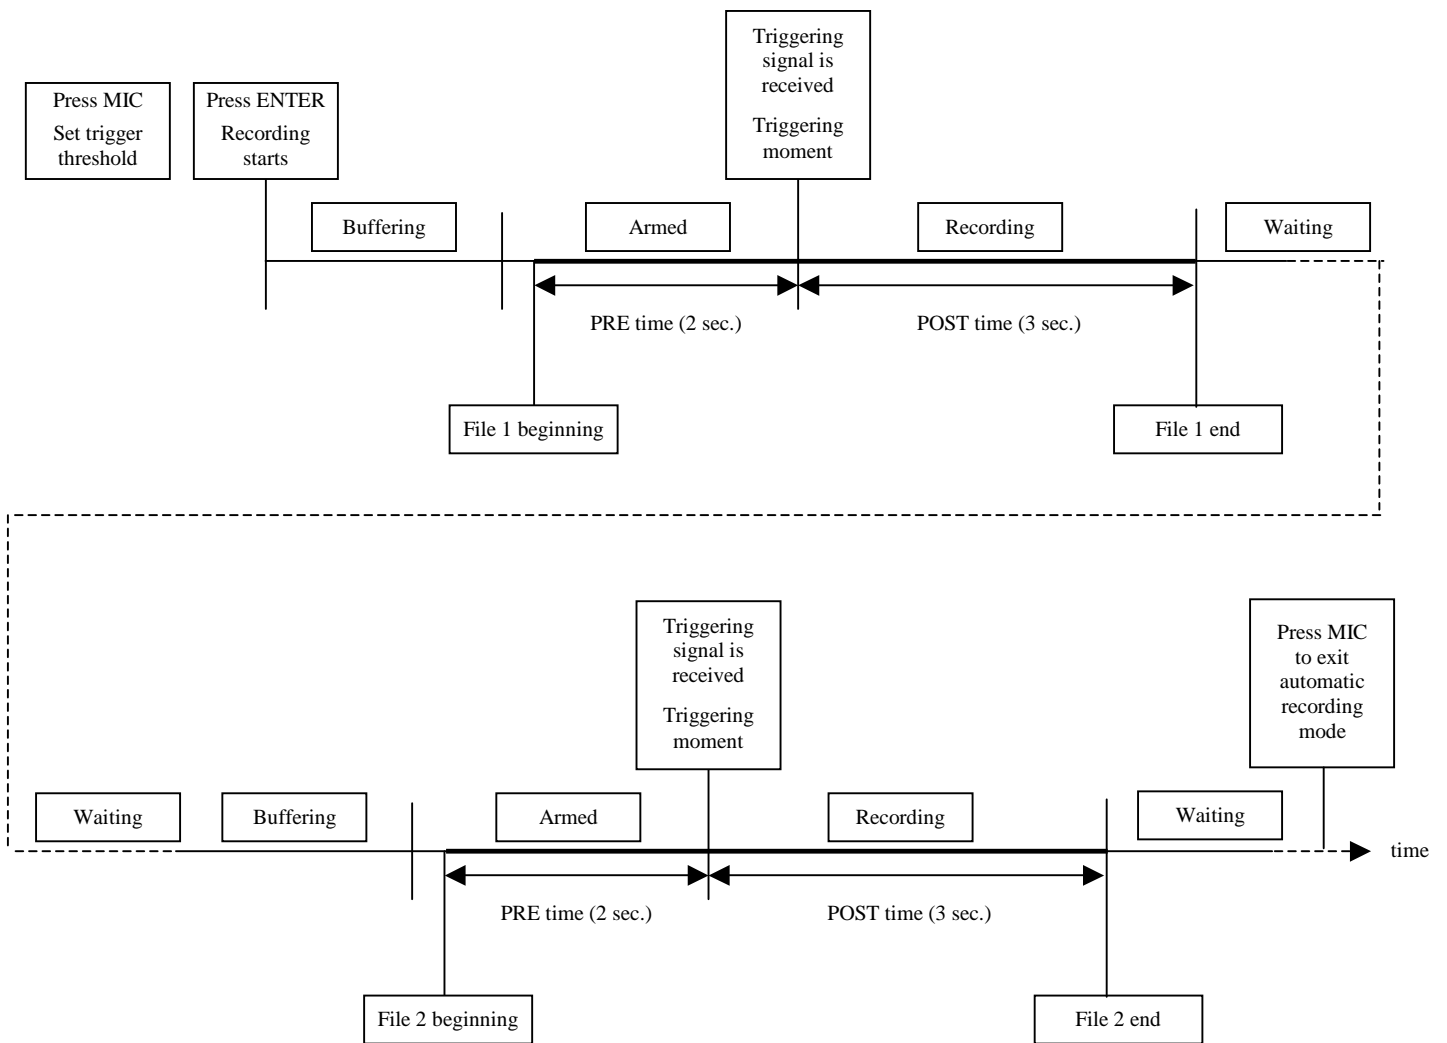 Press MIC
Set trigger
threshold
Press ENTER
Recording
starts
Triggering
signal is
received
Triggering
moment
Buffering
Armed
Recording
Waiting
PRE time (2 sec.)
POST time (3 sec.)
File 1 beginning
File 1 end
Triggering
signal is
received
Triggering
moment
Press MIC
to exit
automatic
recording
mode
Waiting
Buffering
Armed
Recording
Waiting
time
PRE time (2 sec.)
POST time (3 sec.)
File 2 beginning
File 2 end